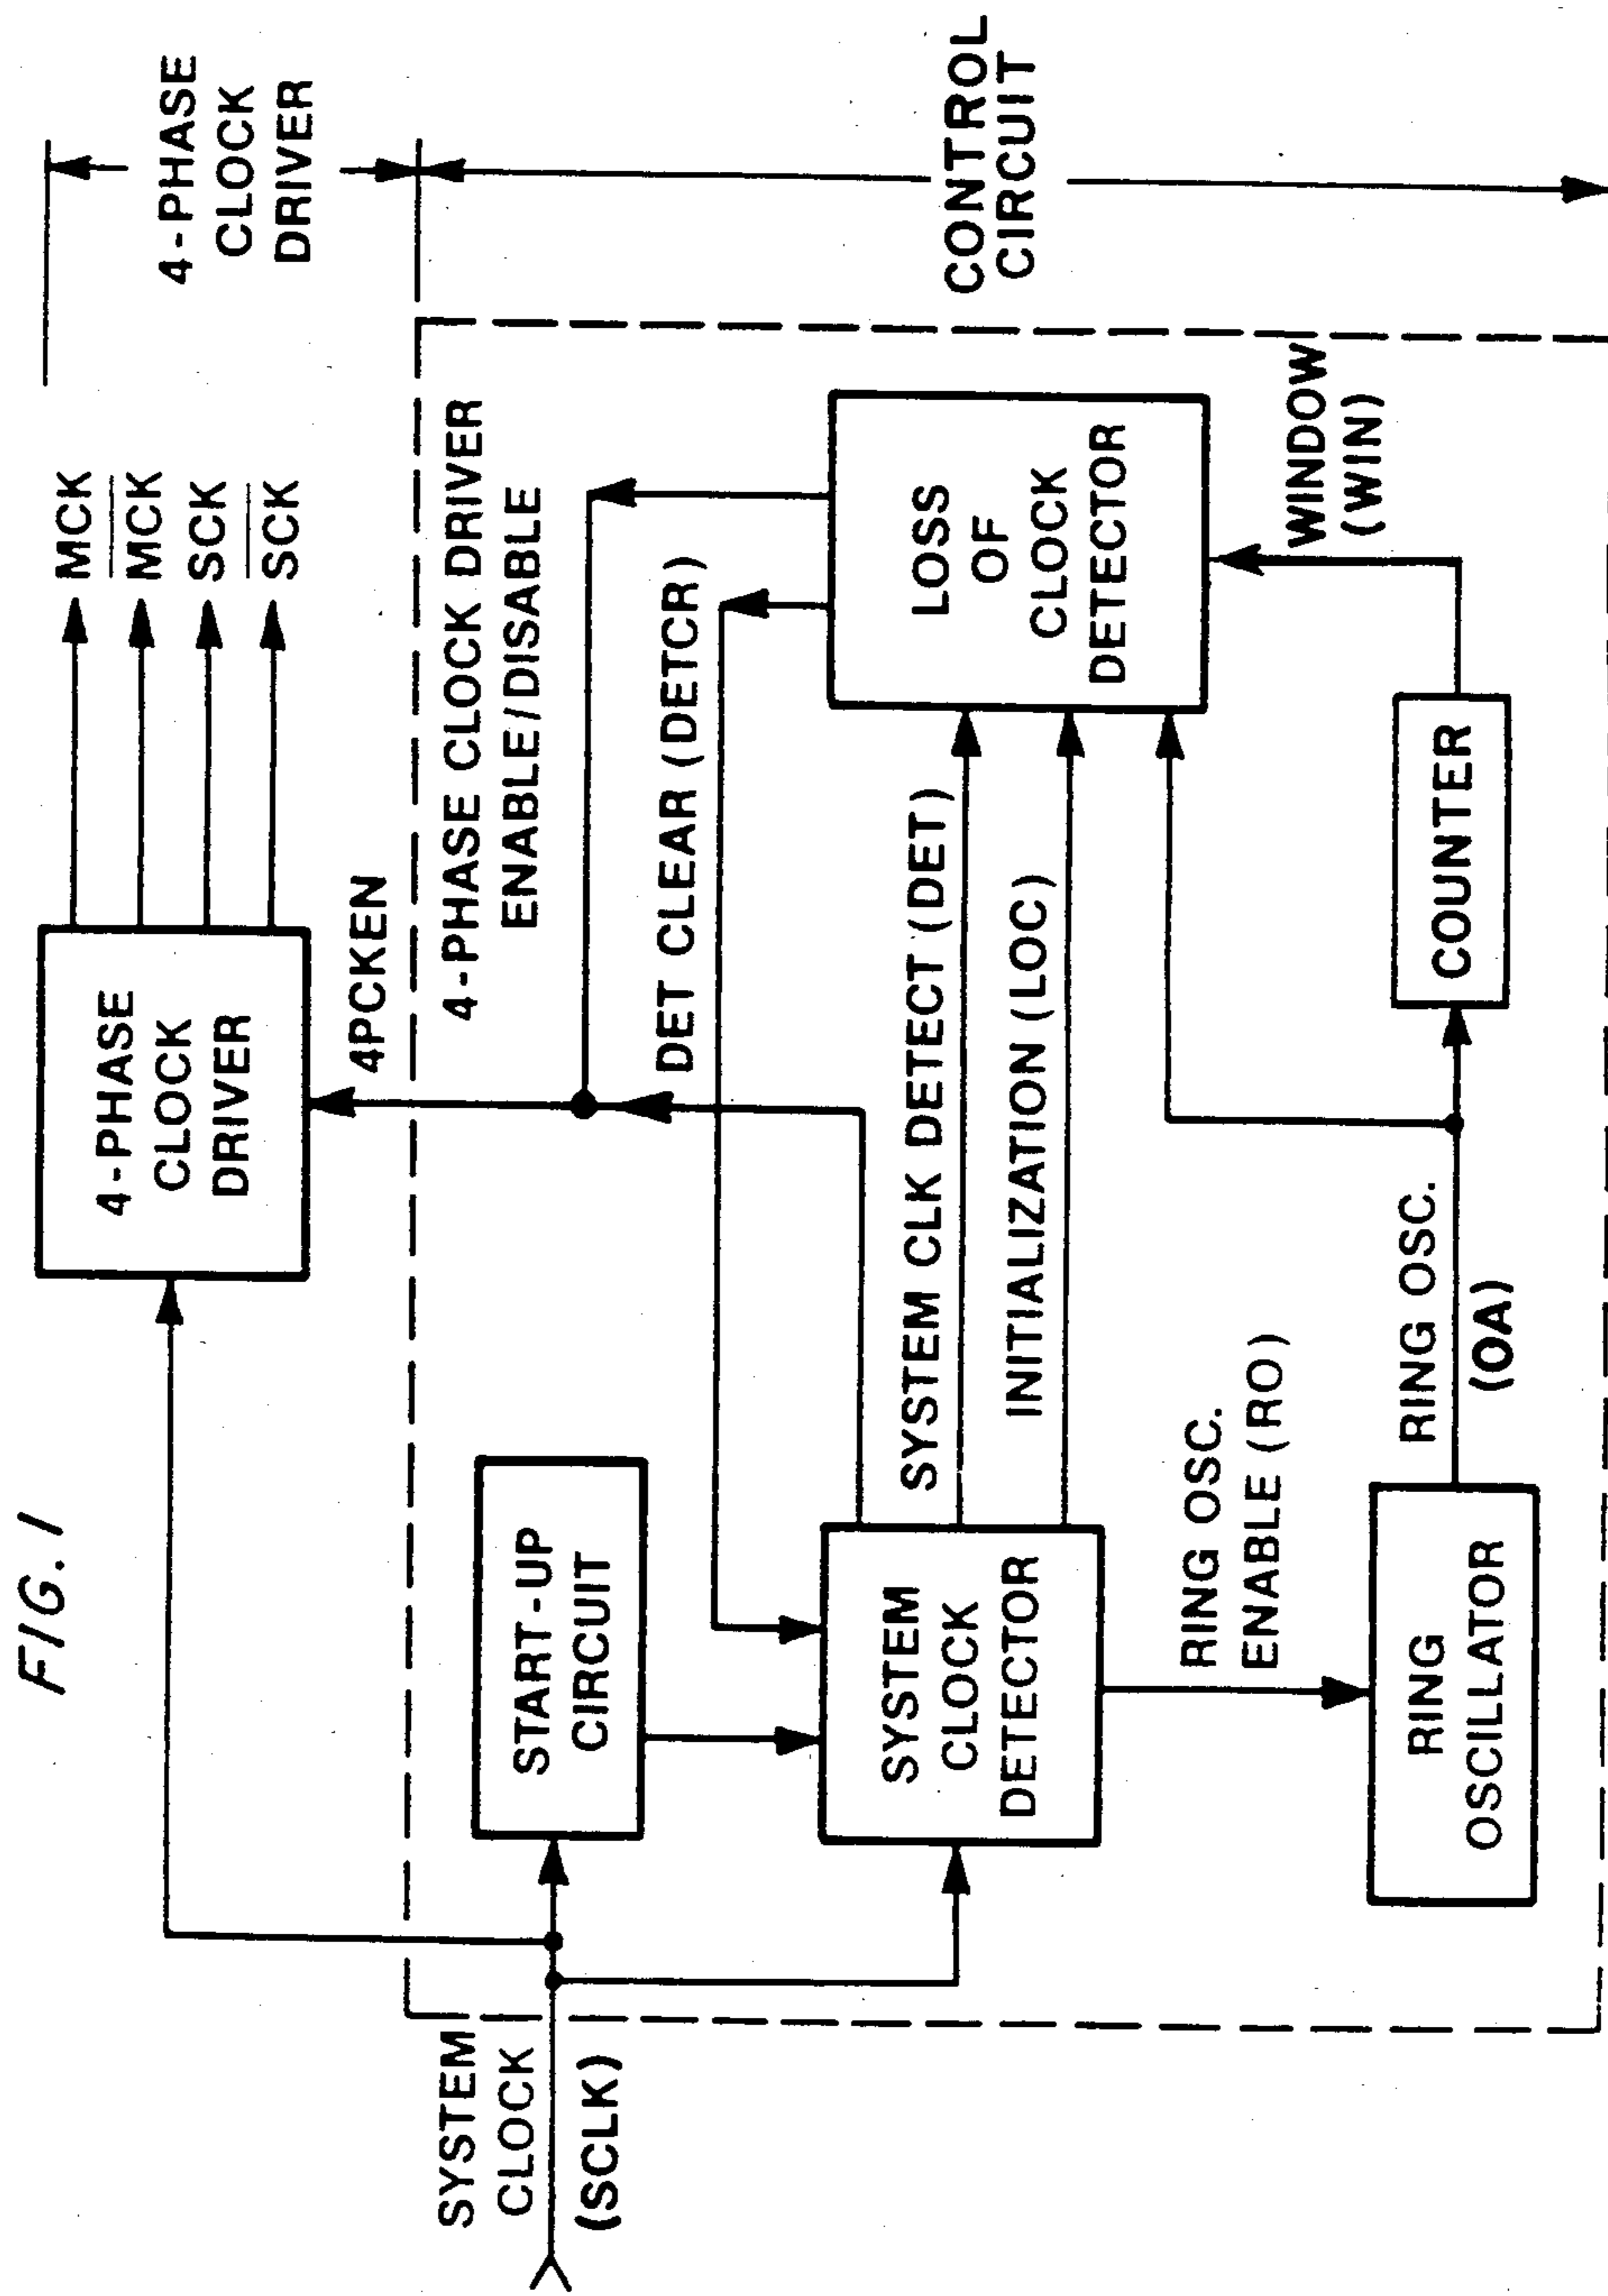 FIG. 1
4-PHASE
CLOCK
DRIVER
MCK
MCK
SCK
SCK
4-PHASE
CLOCK
DRIVER
4PCKEN
4-PHASE CLOCK DRIVER
ENABLE/DISABLE
SYSTEM
CLOCK
(SCLK)
START-UP
CIRCUIT
DET CLEAR (DETCR)
SYSTEM
CLOCK
DETECTOR
SYSTEM CLK DETECT (DET)
INITIALIZATION (LOC)
LOSS
OF
CLOCK
DETECTOR
CONTROL
CIRCUIT
RING OSC.
ENABLE (RO)
WINDOW
(WIN)
RING
OSCILLATOR
RING OSC.
(OA)
COUNTER